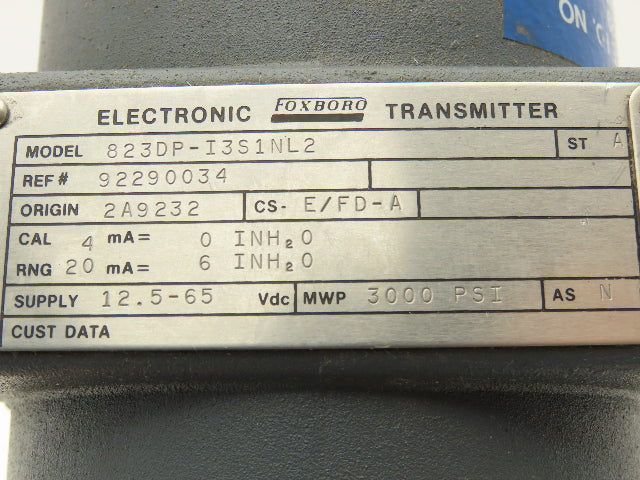 ELECTRONIC FOXBORO TRANSMITTER
MODEL 823DP-I3S1NL2 ST A
REF# 92290034
ORIGIN 2A9232 CS- E/FD-A
CAL 4 mA= 0 INH₂O
RNG 20 mA= 6 INH₂O
SUPPLY 12.5-65 Vdc MWP 3000 PSI AS N
CUST DATA